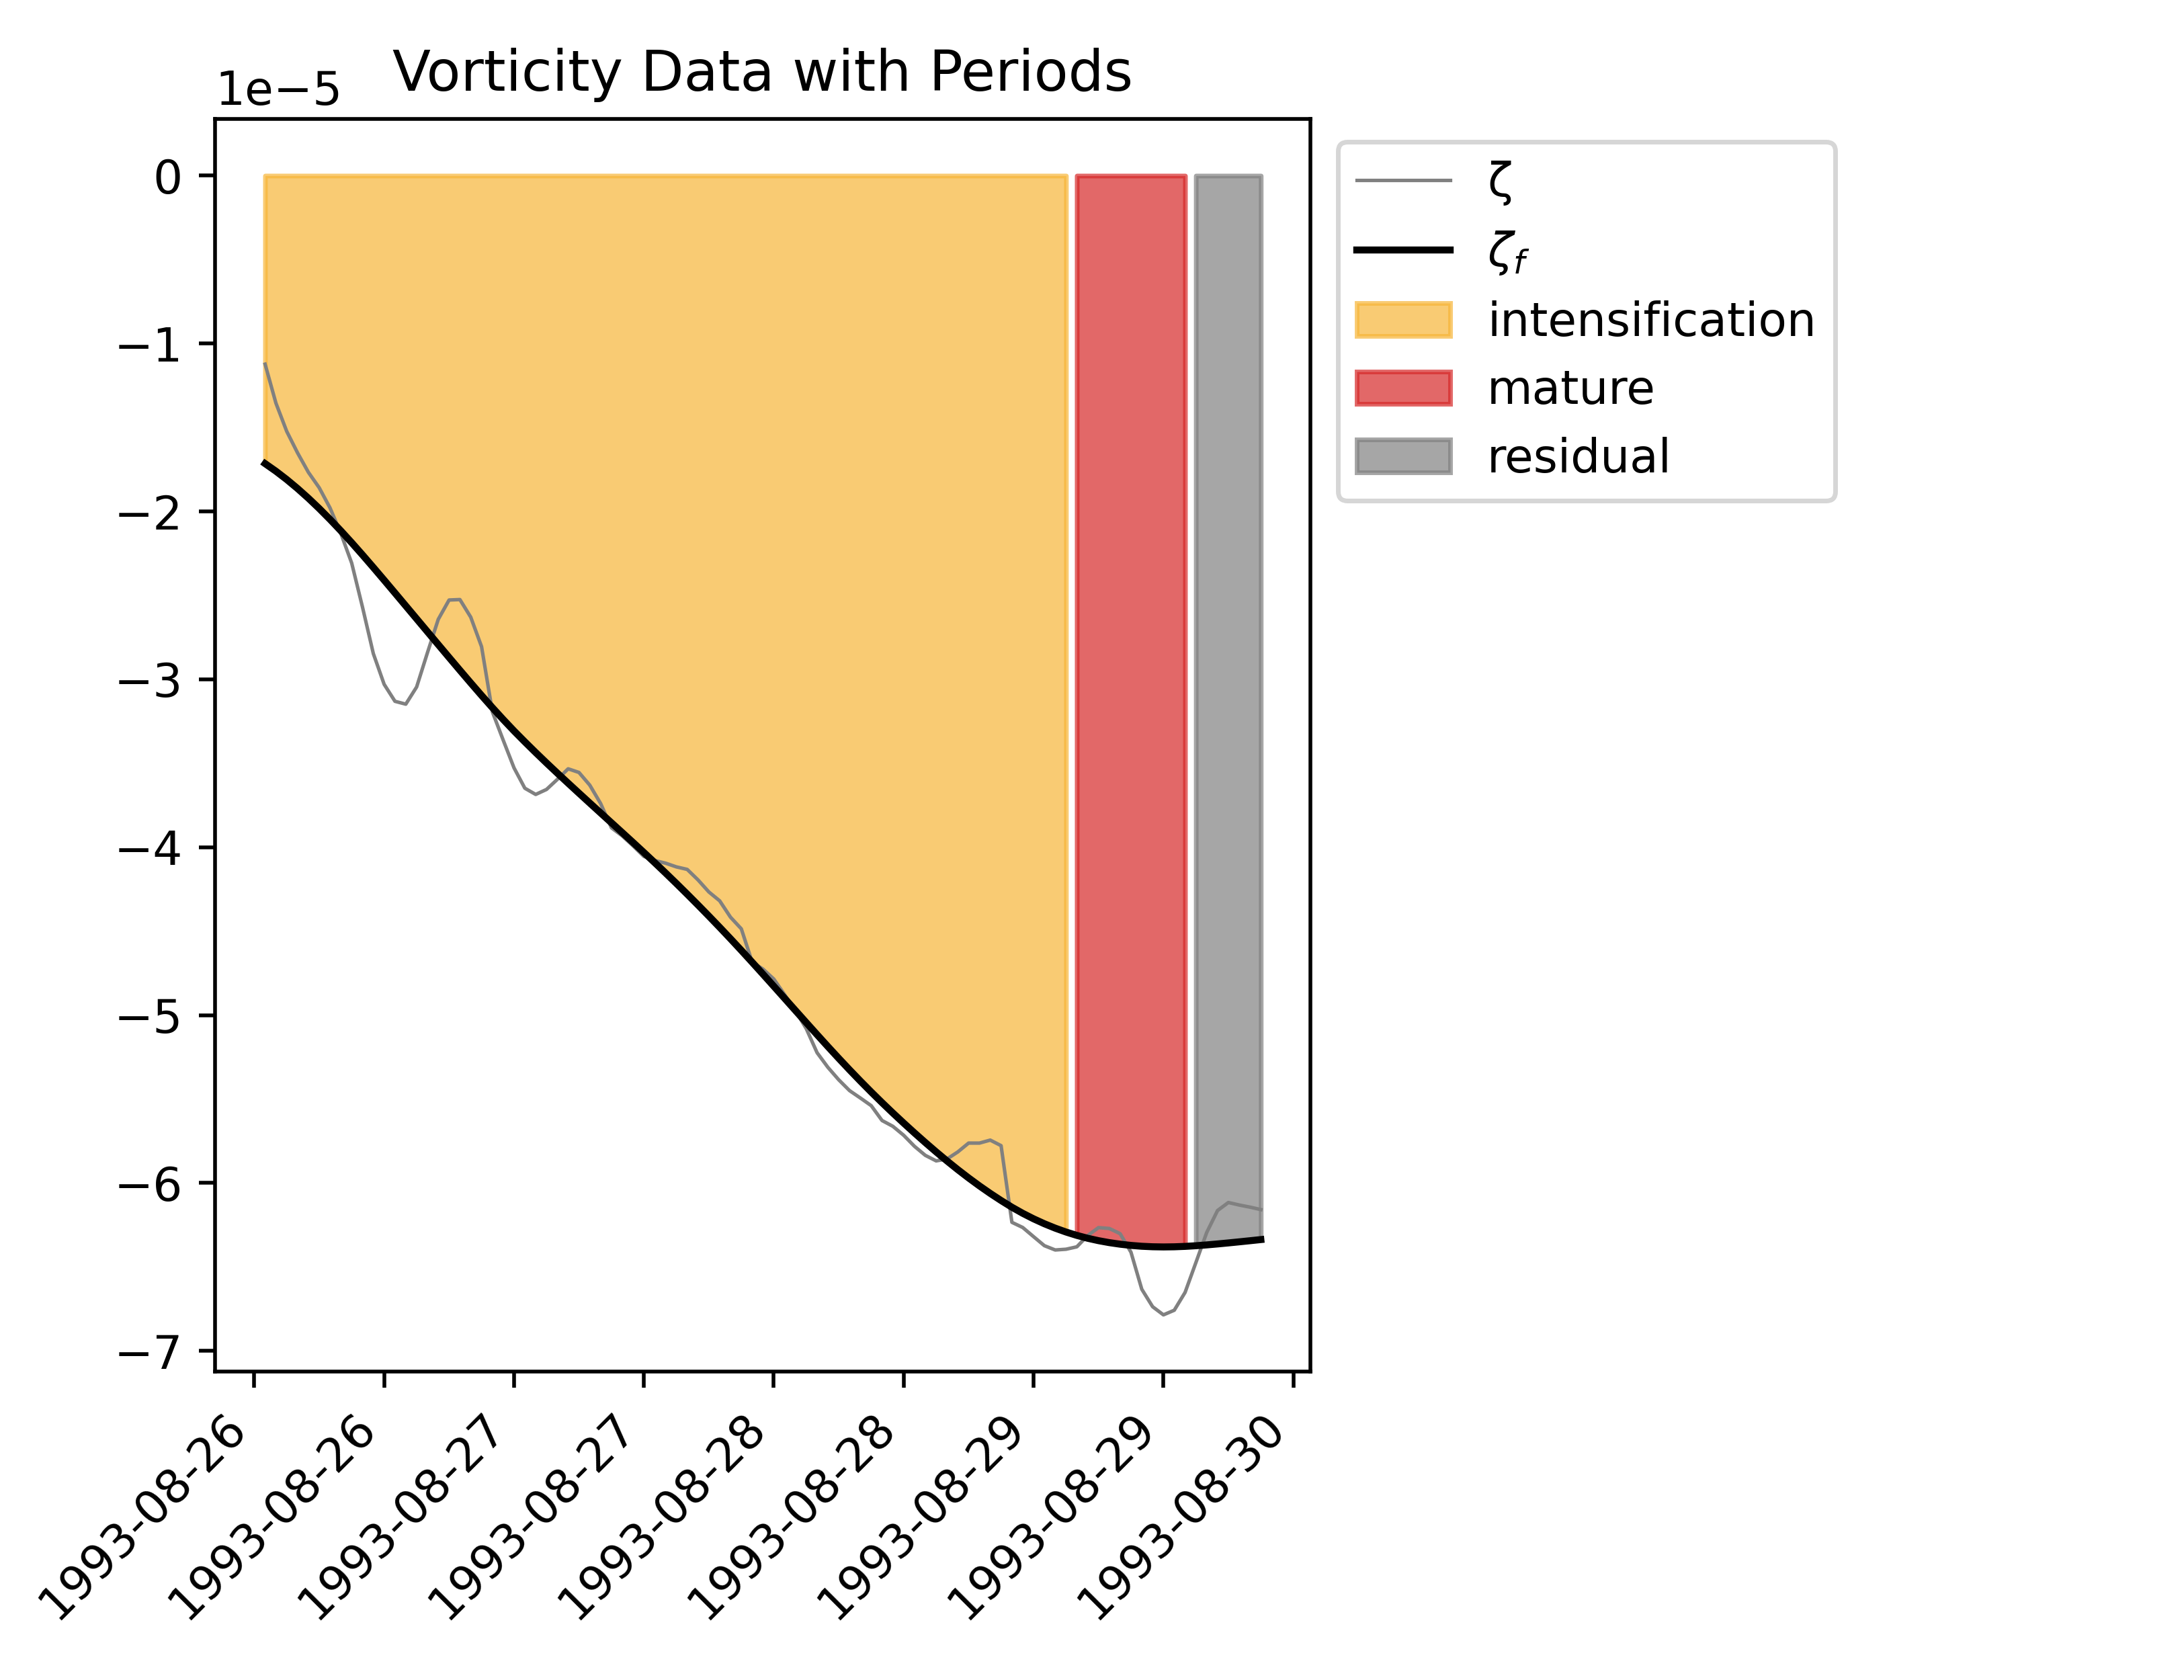 Vorticity Data with Periods
1e−5
0
−1
−2
−3
−4
−5
−6
−7
1993-08-26
1993-08-26
1993-08-27
1993-08-27
1993-08-28
1993-08-28
1993-08-29
1993-08-29
1993-08-30
ζ
ζf
intensification
mature
residual